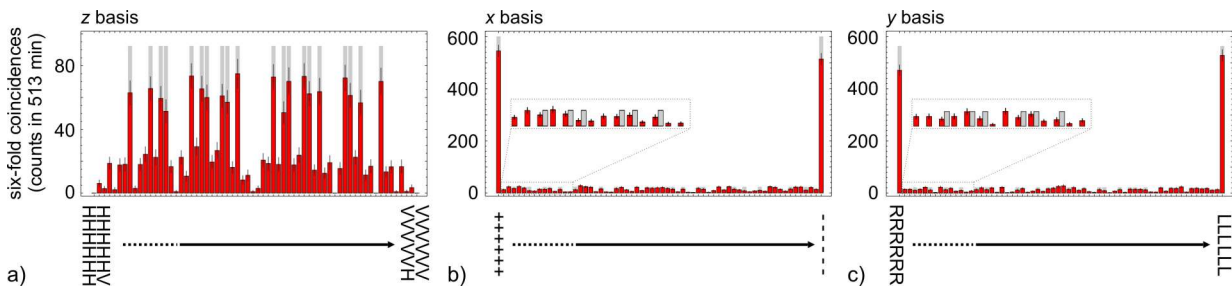 z basis
x basis
y basis
six-fold coincidences
(counts in 513 min)
80
40
0
600
400
200
0
600
400
200
0
HHHHHH
HHHHHV
VVVVVH
VVVVVV
++++++
------
RRRRRR
LLLLLL
a)
b)
c)